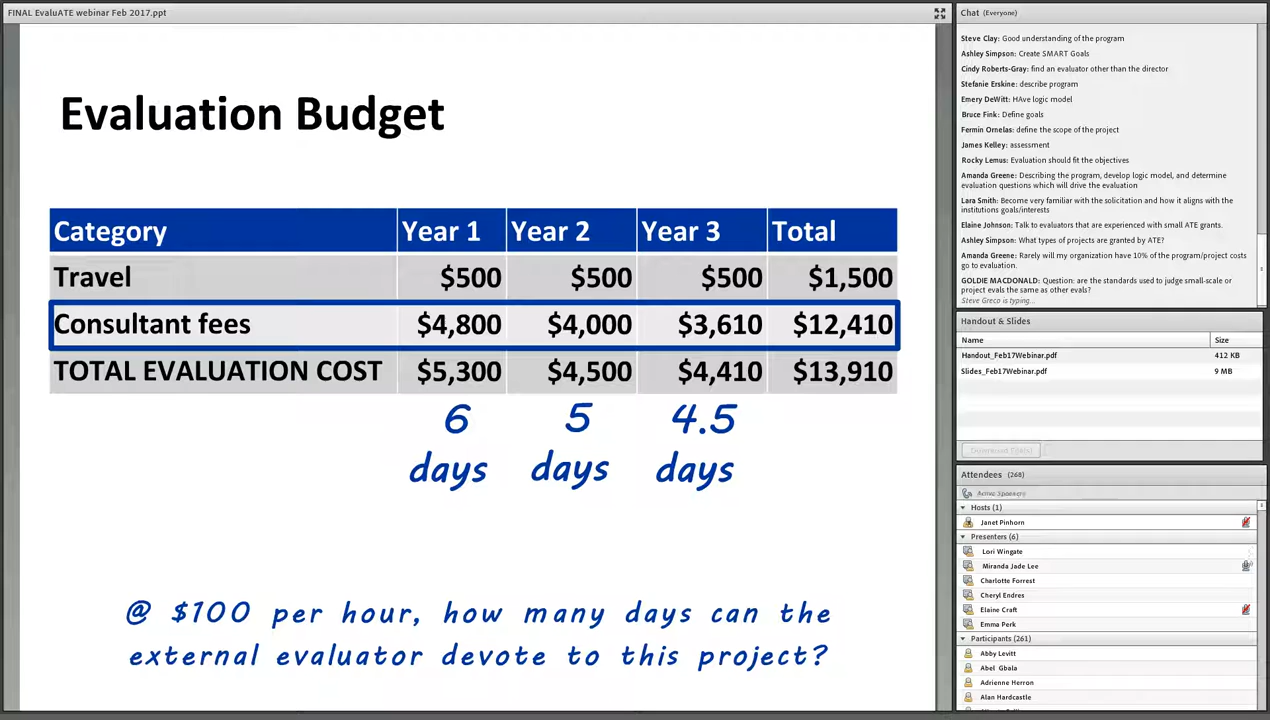 FINAL EvaluATE webinar Feb 2017.ppt
Evaluation Budget
Category Year 1 Year 2 Year 3 Total
Travel $500 $500 $500 $1,500
Consultant fees $4,800 $4,000 $3,610 $12,410
TOTAL EVALUATION COST $5,300 $4,500 $4,410 $13,910
6 5 4.5
days days days
@ $100 per hour, how many days can the
external evaluator devote to this project?
Chat (Everyone)
Steve Clay: Good understanding of the program
Ashley Simpson: Create SMART Goals
Cindy Roberts-Gray: find an evaluator other than the director
Stefanie Erskine: describe program
Emery DeWitt: HAve logic model
Bruce Fink: Define goals
Fermin Ornelas: define the scope of the project
James Kelley: assessment
Rocky Lemus: Evaluation should fit the objectives
Amanda Greene: Describing the program, develop logic model, and determine
evaluation questions which will drive the evaluation
Lara Smith: Become very familiar with the solicitation and how it aligns with the
institutions goals/interests
Elaine Johnson: Talk to evaluators that are experienced with small ATE grants.
Ashley Simpson: What types of projects are granted by ATE?
Amanda Greene: Rarely will my organization have 10% of the program/project costs
go to evaluation.
GOLDIE MACDONALD: Question: are the standards used to judge small-scale or
project evals the same as other evals?
Steve Greco is typing...
Handout & Slides
Name Size
Handout_Feb17Webinar.pdf 412 KB
Slides_Feb17Webinar.pdf 9 MB
Download File(s)
Attendees (268)
Active Speakers
Hosts (1)
Janet Pinhorn
Presenters (6)
Lori Wingate
Miranda Jade Lee
Charlotte Forrest
Cheryl Endres
Elaine Craft
Emma Perk
Participants (261)
Abby Levitt
Abel Gbala
Adrienne Herron
Alan Hardcastle